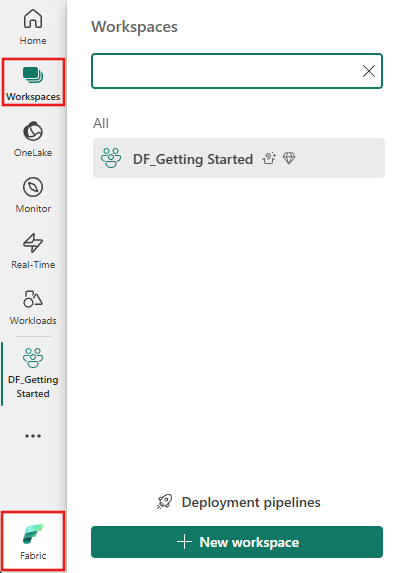 Home
Workspaces
OneLake
Monitor
Real-Time
Workloads
DF_Getting
Started
Fabric
Workspaces
All
DF_Getting Started
Deployment pipelines
New workspace